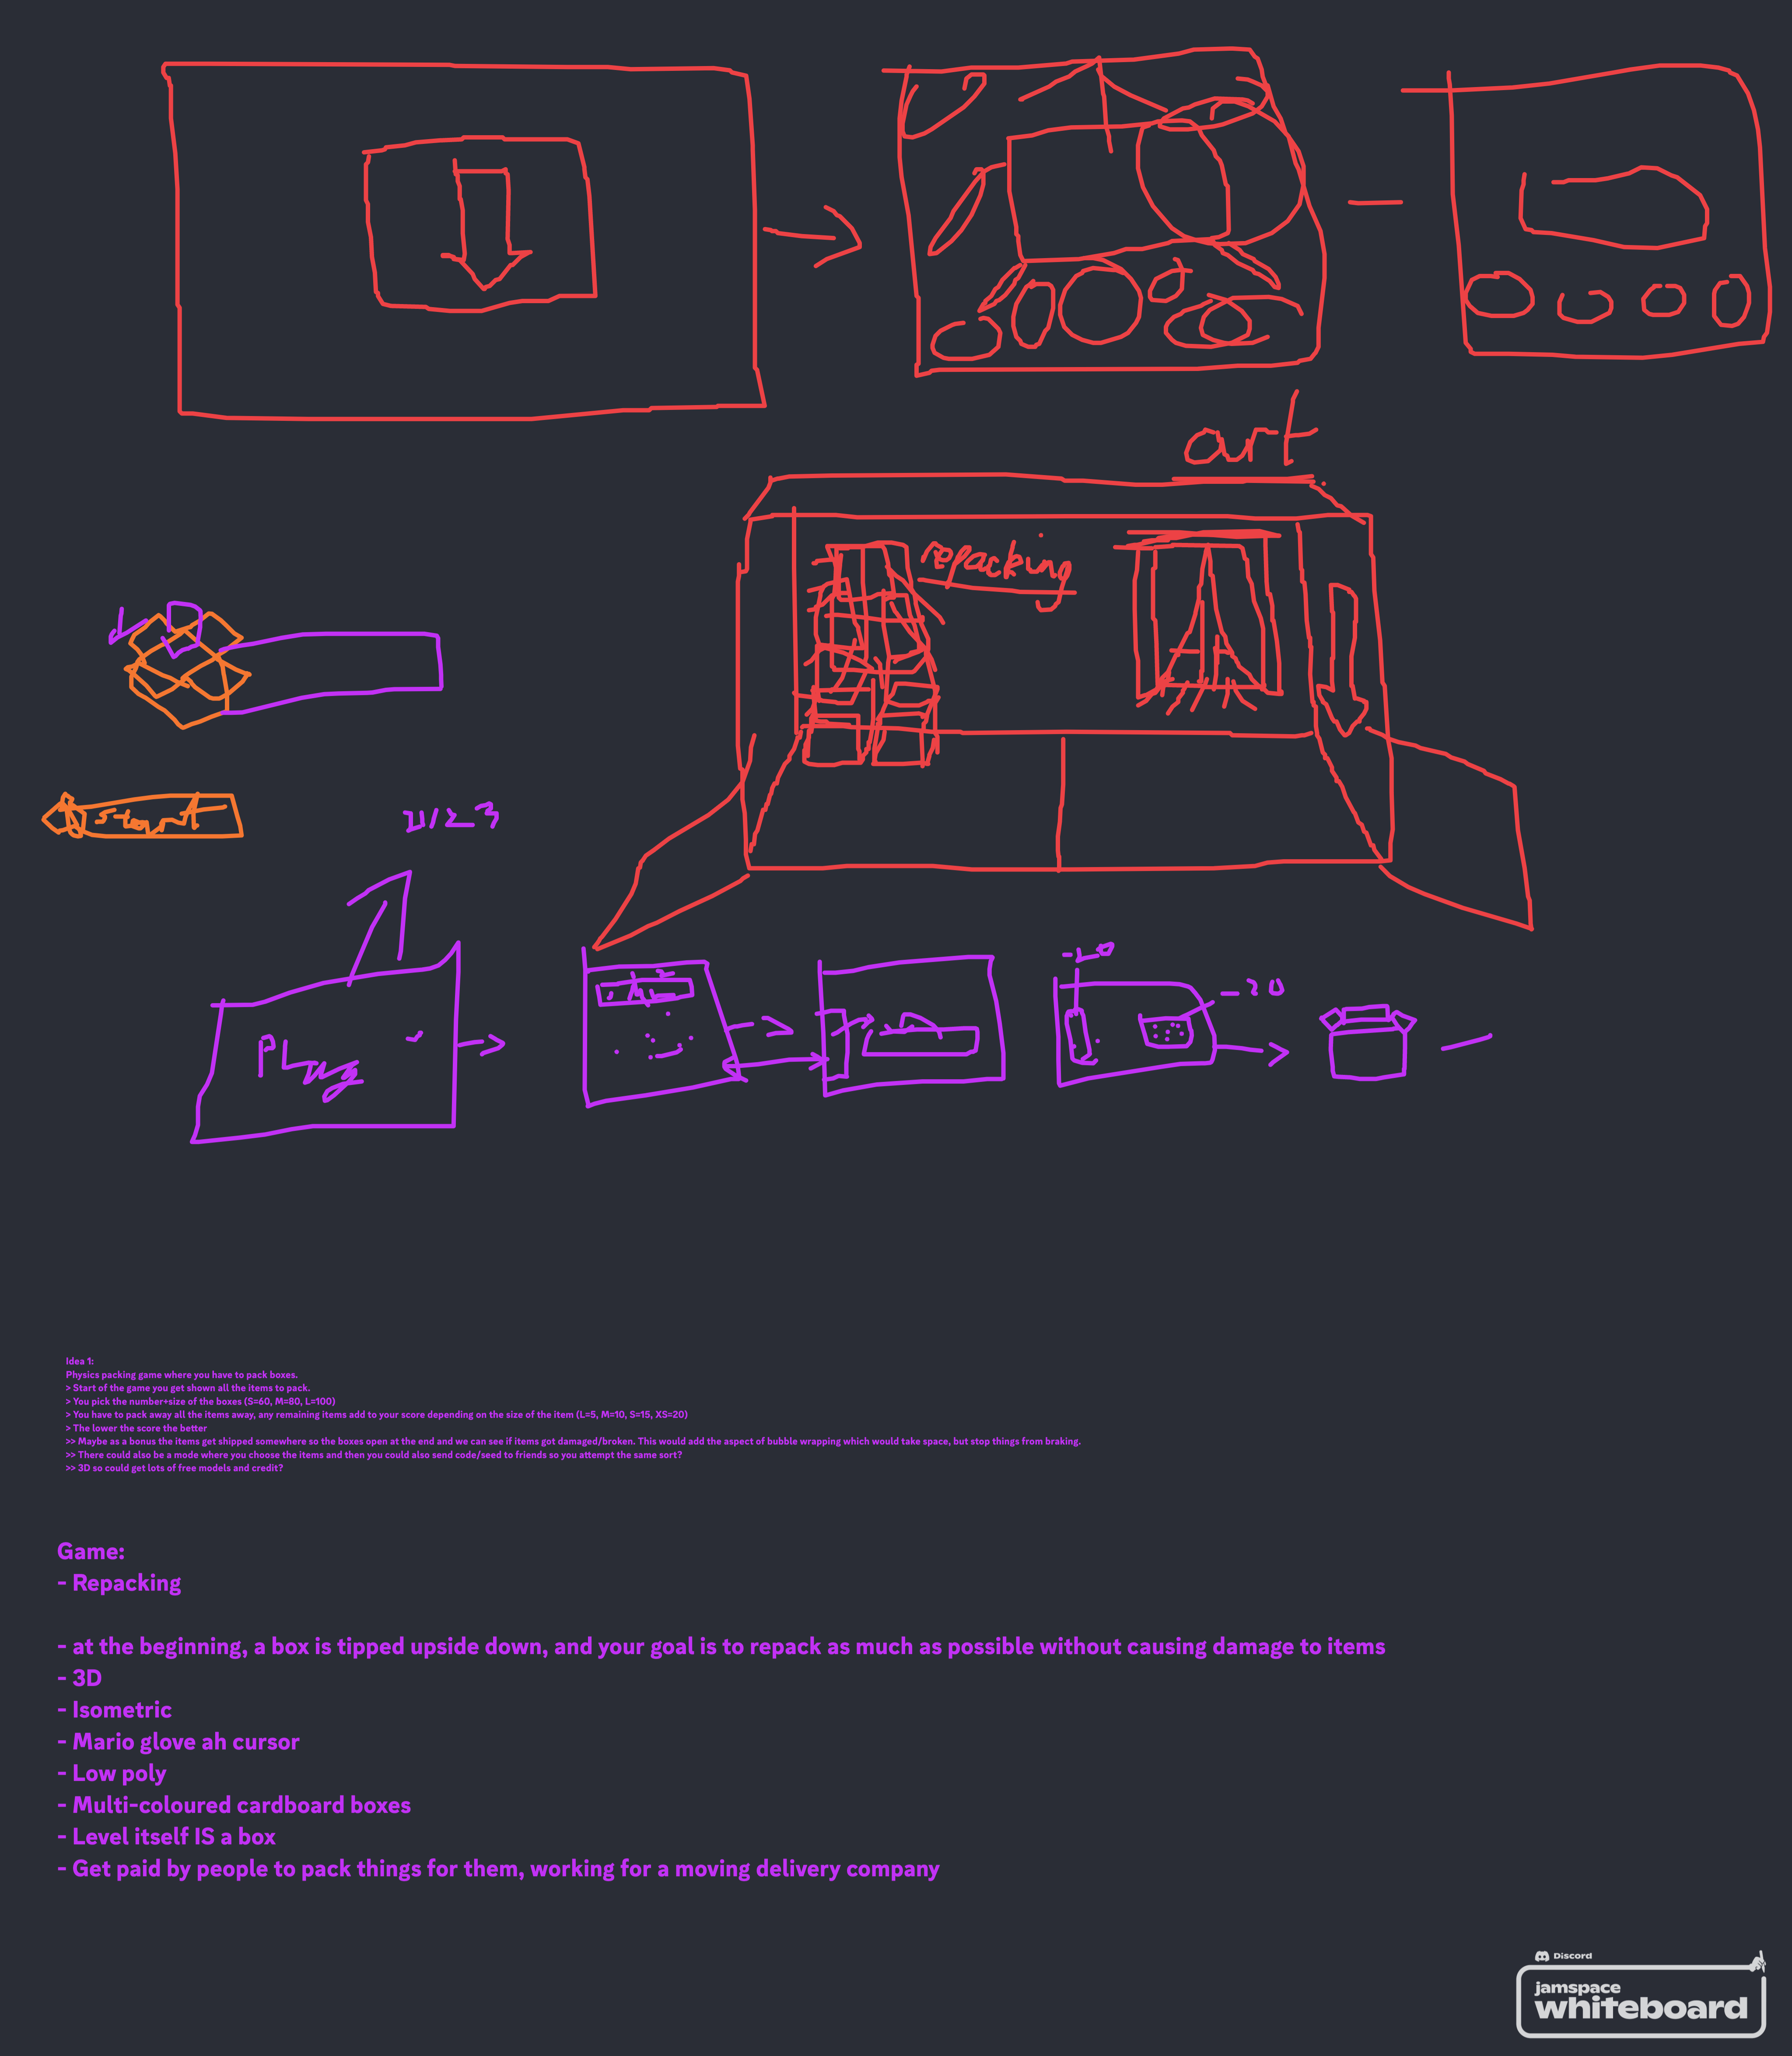 art
packing
start
Idea 1:
Physics packing game where you have to pack boxes.
> Start of the game you get shown all the items to pack.
> You pick the number+size of the boxes (S=60, M=80, L=100)
> You have to pack away all the items away, any remaining items add to your score depending on the size of the item (L=5, M=10, S=15, XS=20)
> The lower the score the better
>> Maybe as a bonus the items get shipped somewhere so the boxes open at the end and we can see if items got damaged/broken. This would add the aspect of bubble wrapping which would take space, but stop things from braking.
>> There could also be a mode where you choose the items and then you could also send code/seed to friends so you attempt the same sort?
>> 3D so could get lots of free models and credit?
Game:
- Repacking
- at the beginning, a box is tipped upside down, and your goal is to repack as much as possible without causing damage to items
- 3D
- Isometric
- Mario glove ah cursor
- Low poly
- Multi-coloured cardboard boxes
- Level itself IS a box
- Get paid by people to pack things for them, working for a moving delivery company
Discord
jamspace
whiteboard